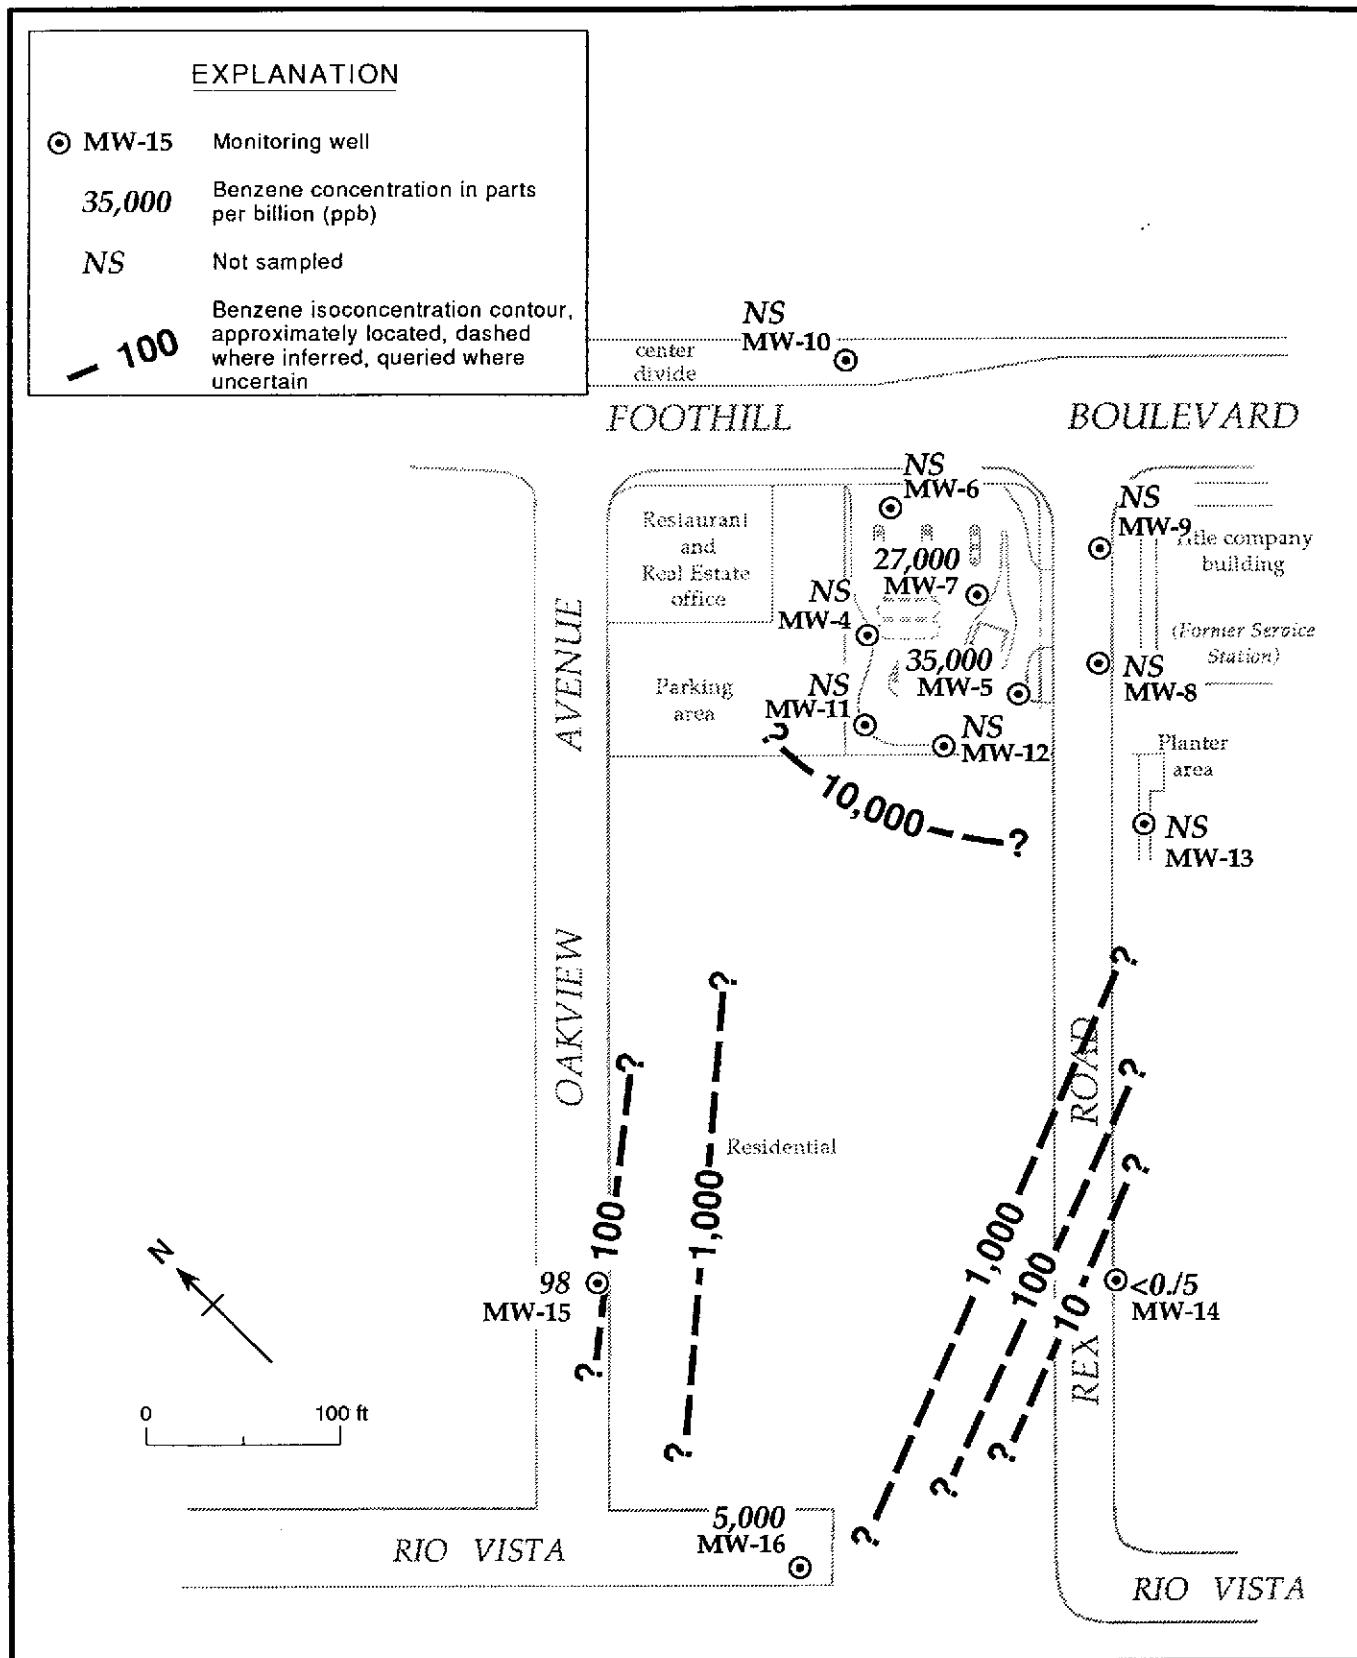 EXPLANATION
MW-15 Monitoring well
35,000 Benzene concentration in parts
per billion (ppb)
NS Not sampled
100 Benzene isoconcentration contour,
approximately located, dashed
where inferred, queried where
uncertain
NS
MW-10
center
divide
FOOTHILL BOULEVARD
NS
MW-6
NS
MW-9
Restaurant
and
Real Estate
office
Title company
building
27,000
MW-7
NS
MW-4
(Former Service
Station)
35,000
MW-5
NS
MW-8
Parking
area
NS
MW-11
NS
MW-12
Planter
area
?
10,000
?
NS
MW-13
OAKVIEW AVENUE
REX ROAD
?
?
?
?
?
Residential
100
1,000
1,000
100
10
98
MW-15
<0./5
MW-14
N
?
?
?
?
?
0 100 ft
5,000
MW-16
RIO VISTA
RIO VISTA